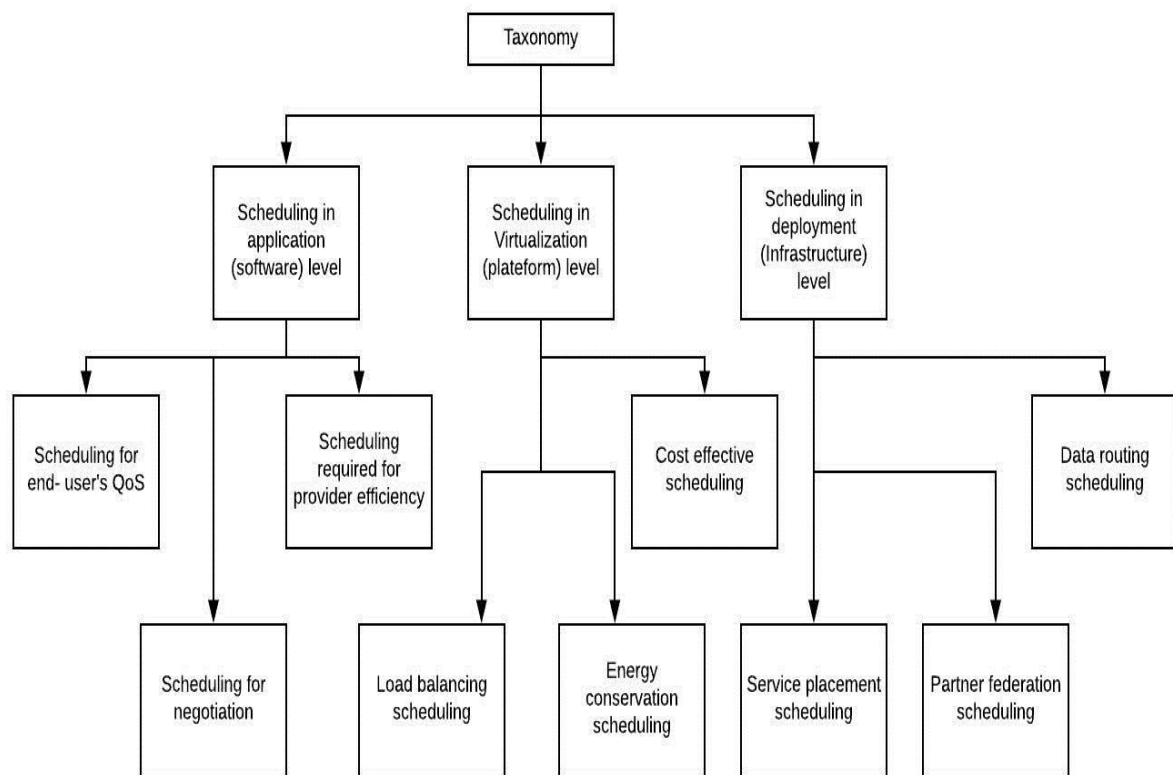 Taxonomy
Scheduling in
application
(software) level
Scheduling in
Virtualization
(plateform) level
Scheduling in
deployment
(Infrastructure)
level
Scheduling for
end- user's QoS
Scheduling
required for
provider efficiency
Cost effective
scheduling
Data routing
scheduling
Scheduling for
negotiation
Load balancing
scheduling
Energy
conservation
scheduling
Service placement
scheduling
Partner federation
scheduling